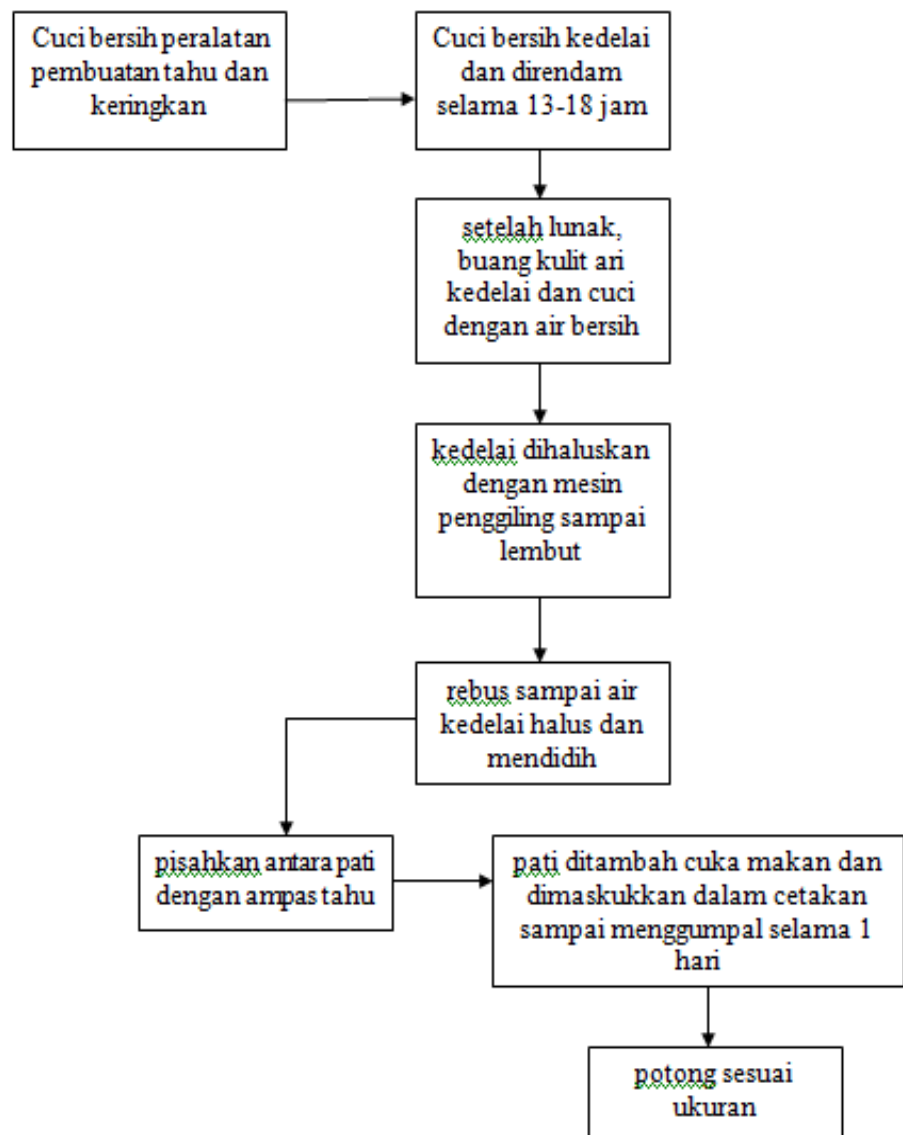 Cuci bersih peralatan
pembuatan tahu dan
keringkan
Cuci bersih kedelai
dan direndam
selama 13-18 jam
setelah lunak,
buang kulit ari
kedelai dan cuci
dengan air bersih
kedelai dihaluskan
dengan mesin
penggiling sampai
lembut
rebus sampai air
kedelai halus dan
mendidih
pisahkan antara pati
dengan ampas tahu
pati ditambah cuka makan dan
dimaskukkan dalam cetakan
sampai menggumpal selama 1
hari
potong sesuai
ukuran